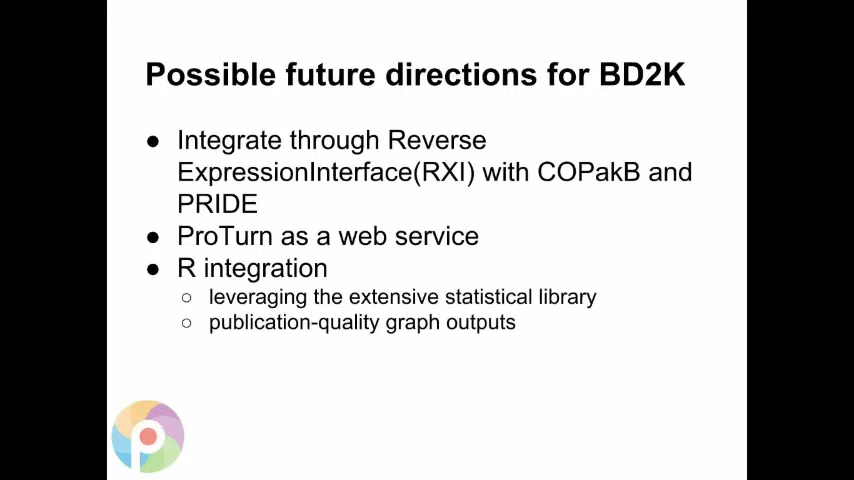 Possible future directions for BD2K
● Integrate through Reverse
ExpressionInterface(RXI) with COPakB and
PRIDE
● ProTurn as a web service
● R integration
○ leveraging the extensive statistical library
○ publication-quality graph outputs
p